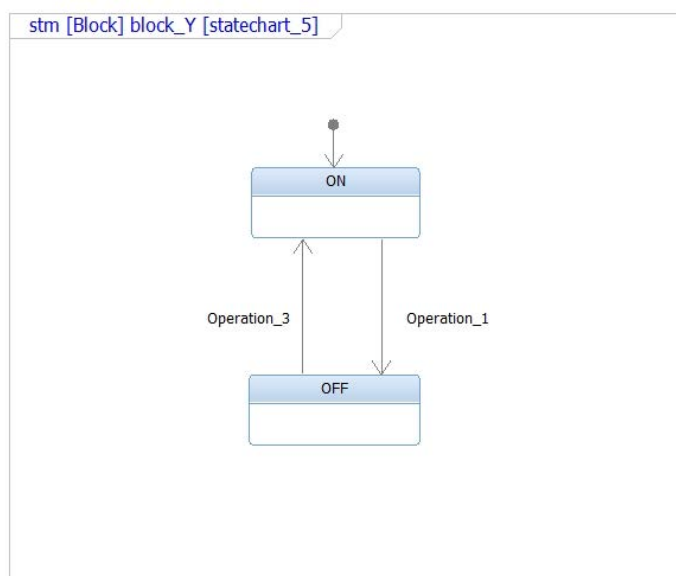 stm [Block] block_Y [statechart_5]
ON
Operation_3
Operation_1
OFF